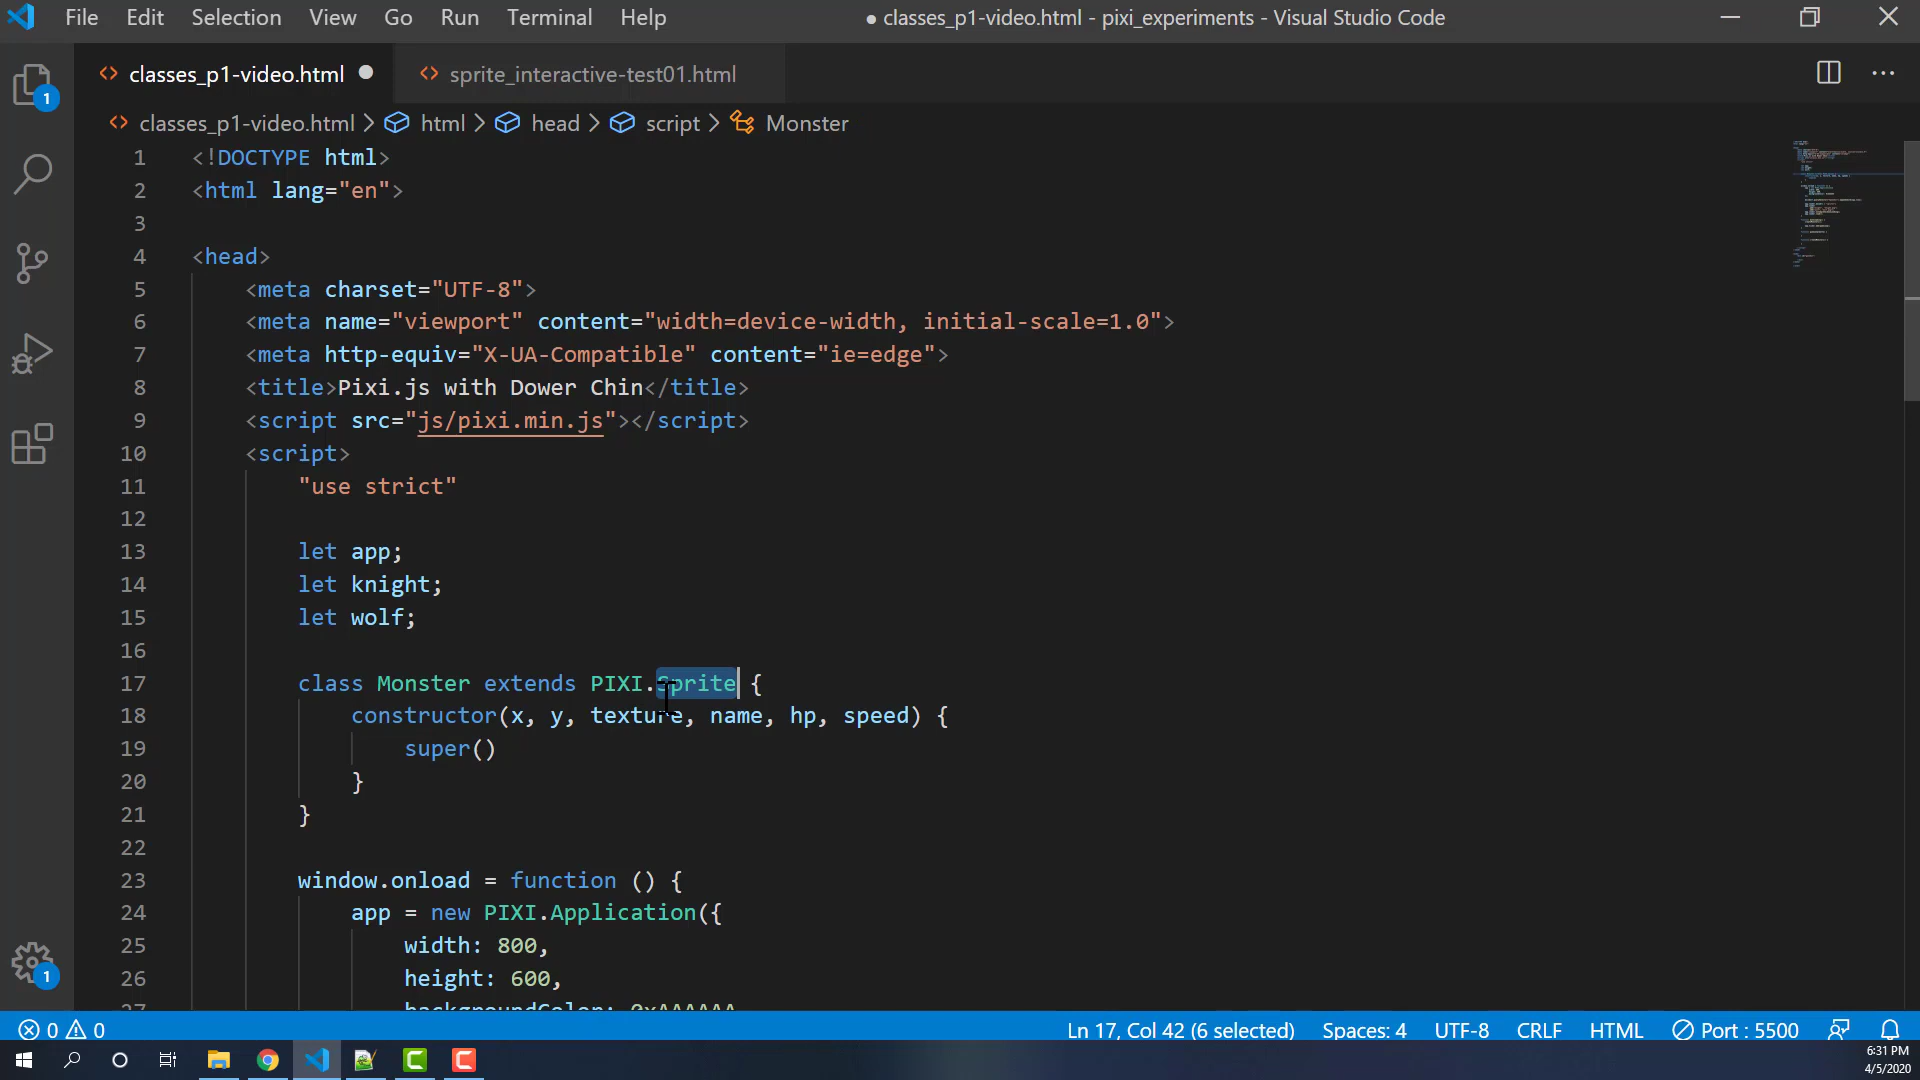 File Edit Selection View Go Run Terminal Help ● classes_p1-video.html - pixi_experiments - Visual Studio Code
<> classes_p1-video.html ● <> sprite_interactive-test01.html
<> classes_p1-video.html > html > head > script > Monster
1 <!DOCTYPE html>
2 <html lang="en">
3
4 <head>
5 <meta charset="UTF-8">
6 <meta name="viewport" content="width=device-width, initial-scale=1.0">
7 <meta http-equiv="X-UA-Compatible" content="ie=edge">
8 <title>Pixi.js with Dower Chin</title>
9 <script src="js/pixi.min.js"></script>
10 <script>
11 "use strict"
12
13 let app;
14 let knight;
15 let wolf;
16
17 class Monster extends PIXI.Sprite {
18 constructor(x, y, texture, name, hp, speed) {
19 super()
20 }
21 }
22
23 window.onload = function () {
24 app = new PIXI.Application({
25 width: 800,
26 height: 600,
27 backgroundColor: 0xAAAAAA
1
1
0 0 Ln 17, Col 42 (6 selected) Spaces: 4 UTF-8 CRLF HTML Port : 5500
6:31 PM
4/5/2020